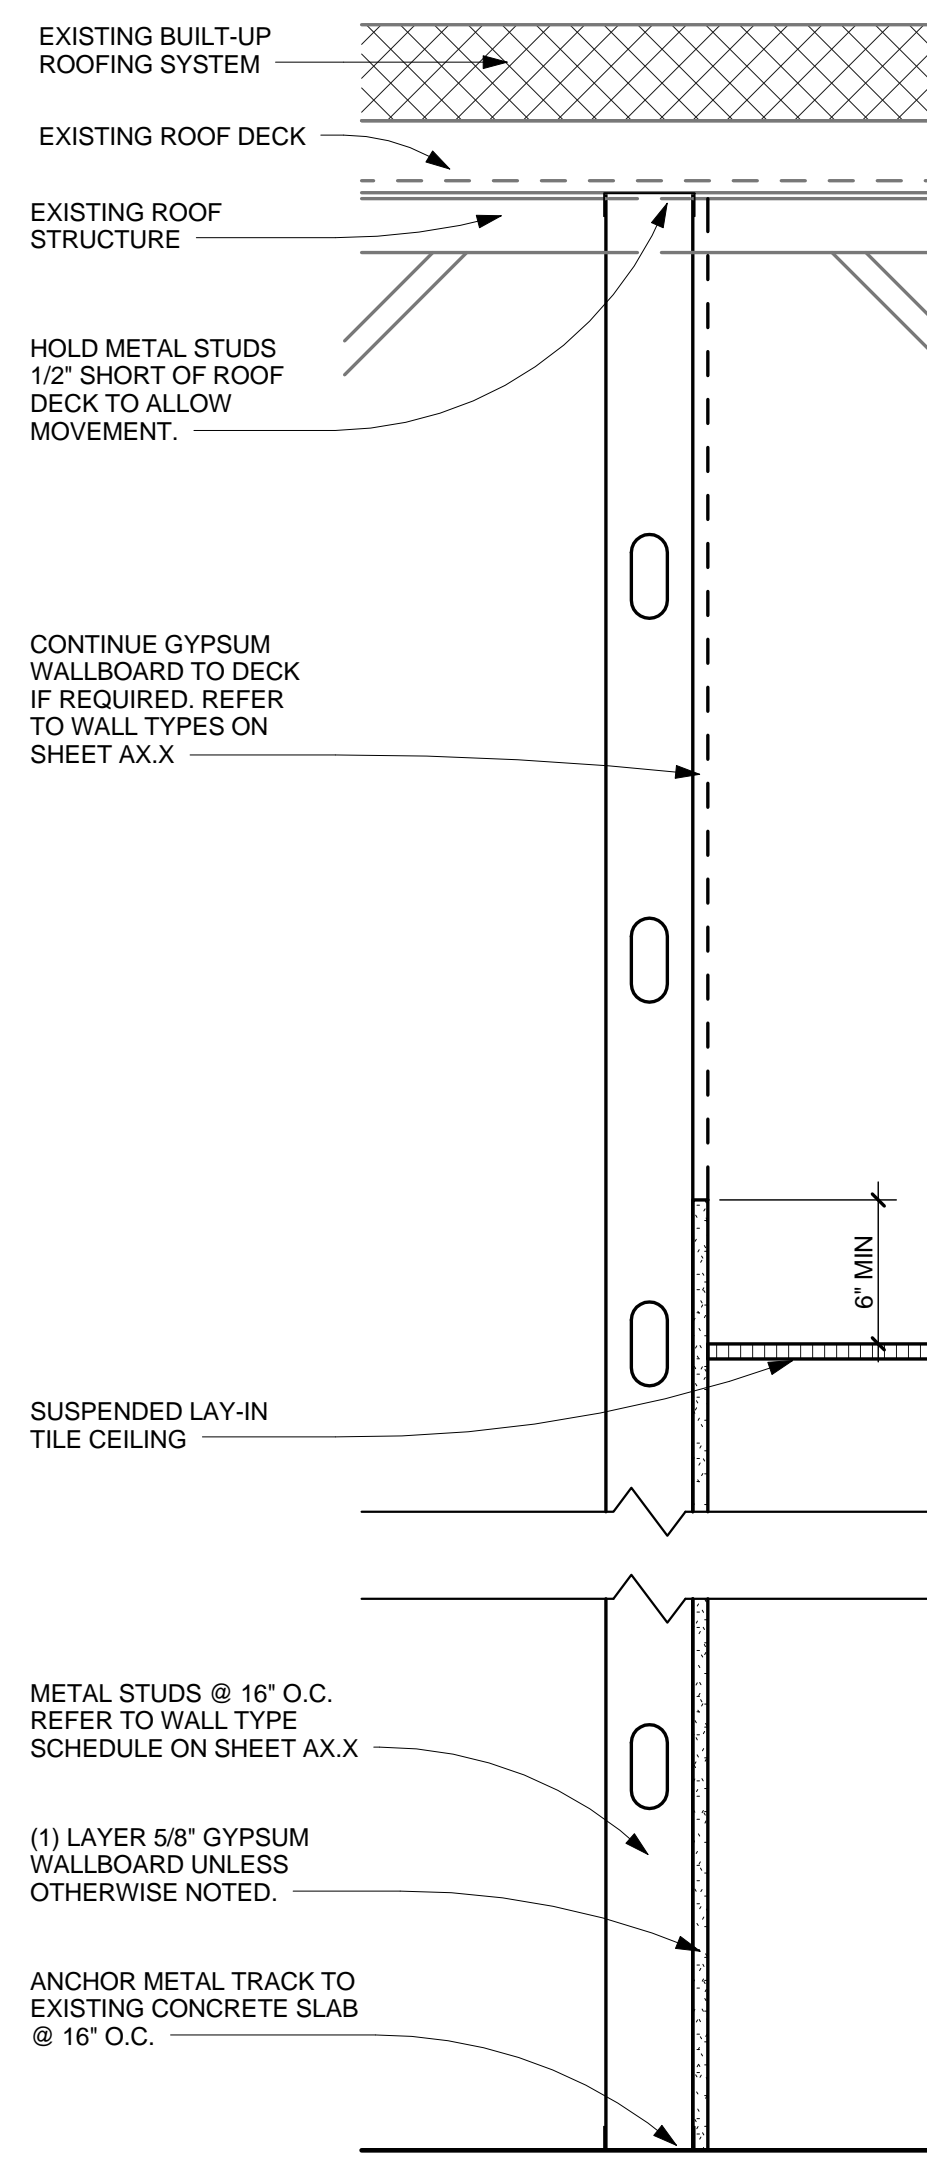 EXISTING BUILT-UP
ROOFING SYSTEM
EXISTING ROOF DECK
EXISTING ROOF
STRUCTURE
HOLD METAL STUDS
1/2" SHORT OF ROOF
DECK TO ALLOW
MOVEMENT.
CONTINUE GYPSUM
WALLBOARD TO DECK
IF REQUIRED. REFER
TO WALL TYPES ON
SHEET AX.X
6" MIN
SUSPENDED LAY-IN
TILE CEILING
METAL STUDS @ 16" O.C.
REFER TO WALL TYPE
SCHEDULE ON SHEET AX.X
(1) LAYER 5/8" GYPSUM
WALLBOARD UNLESS
OTHERWISE NOTED.
ANCHOR METAL TRACK TO
EXISTING CONCRETE SLAB
@ 16" O.C.